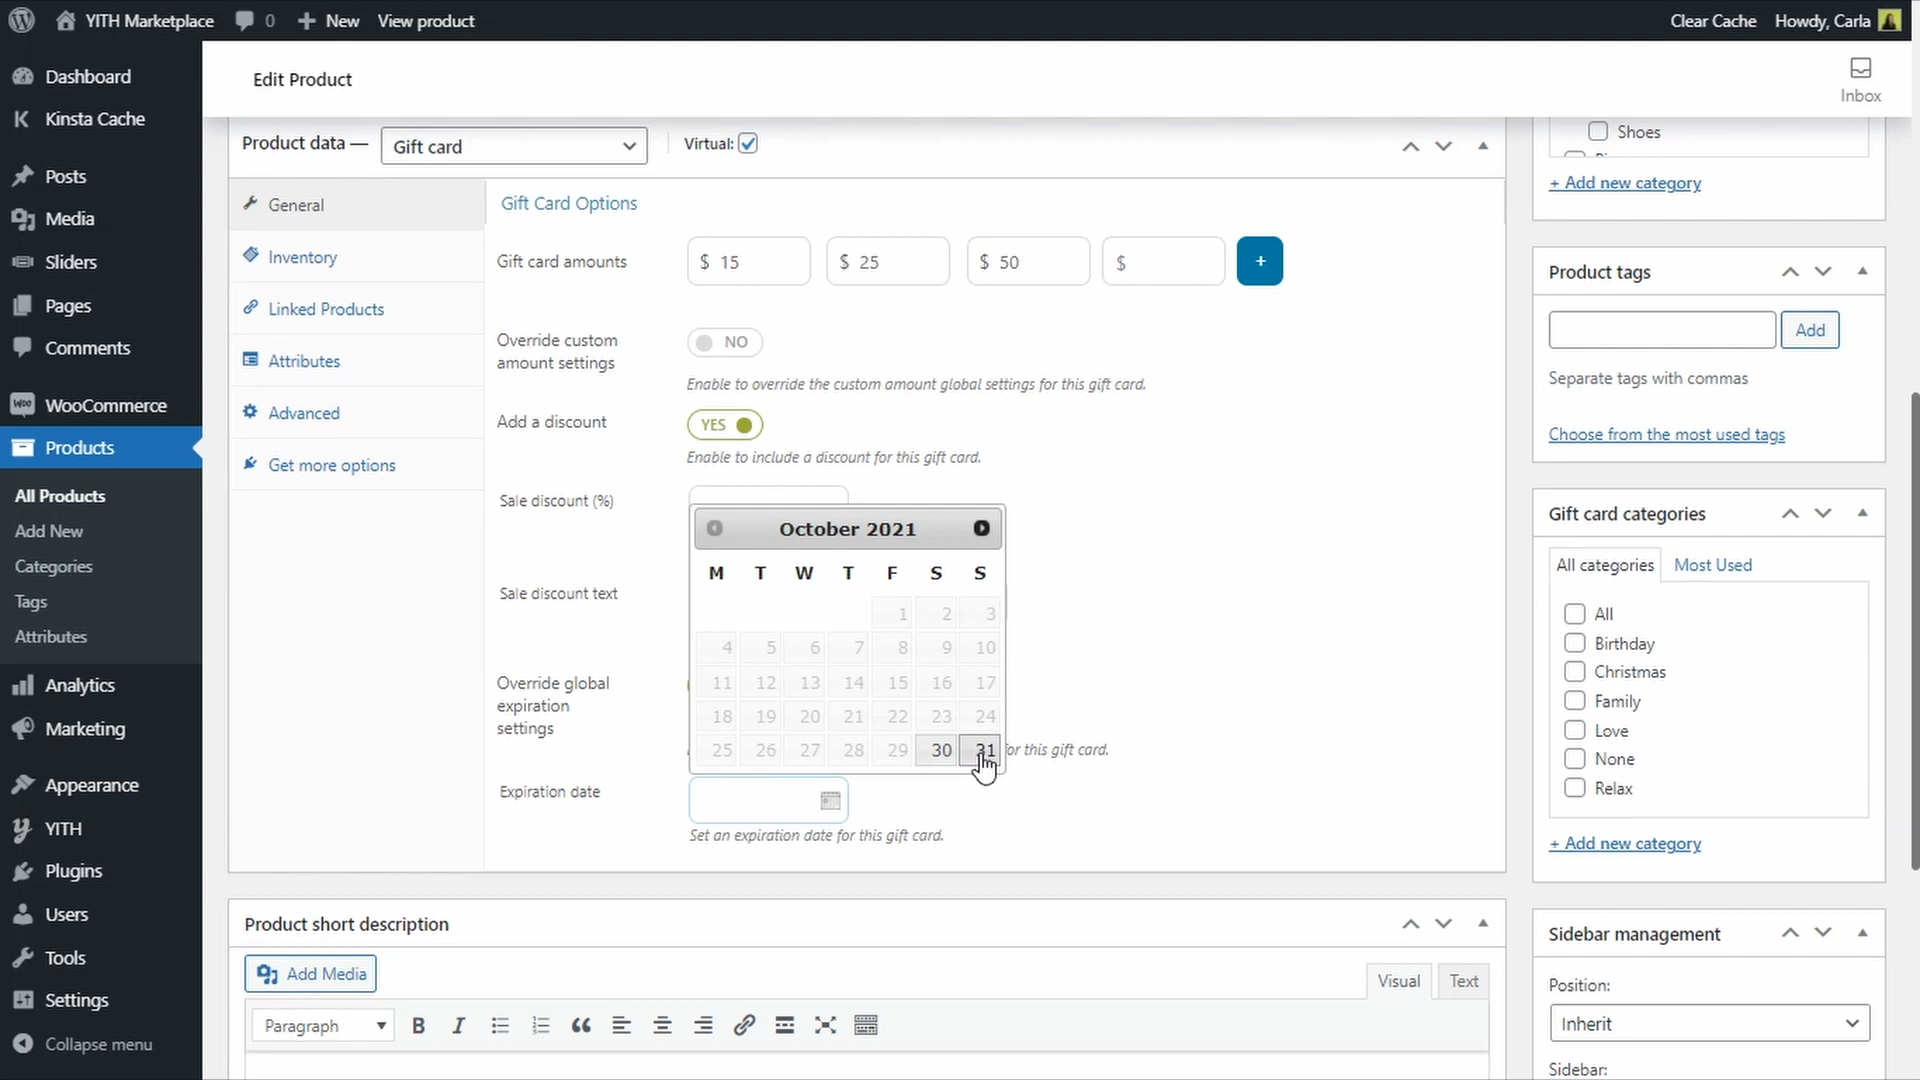 YITH Marketplace
0
New
View product
Clear Cache
Howdy, Carla
Dashboard
Kinsta Cache
Posts
Media
Sliders
Pages
Comments
WooCommerce
Products
All Products
Add New
Categories
Tags
Attributes
Analytics
Marketing
Appearance
YITH
Plugins
Users
Tools
Settings
Collapse menu
Edit Product
Inbox
Product data —
Gift card
Virtual:
General
Inventory
Linked Products
Attributes
Advanced
Get more options
Gift Card Options
Gift card amounts
$ 15
$ 25
$ 50
$
+
Override custom
amount settings
NO
Enable to override the custom amount global settings for this gift card.
Add a discount
YES
Enable to include a discount for this gift card.
Sale discount (%)
October 2021
M T W T F S S
1 2 3
4 5 6 7 8 9 10
11 12 13 14 15 16 17
18 19 20 21 22 23 24
25 26 27 28 29 30 31
Sale discount text
Override global
expiration
settings
for this gift card.
Expiration date
Set an expiration date for this gift card.
Product short description
Add Media
Visual
Text
Paragraph
B
I
Shoes
+ Add new category
Product tags
Add
Separate tags with commas
Choose from the most used tags
Gift card categories
All categories
Most Used
All
Birthday
Christmas
Family
Love
None
Relax
+ Add new category
Sidebar management
Position:
Inherit
Sidebar: